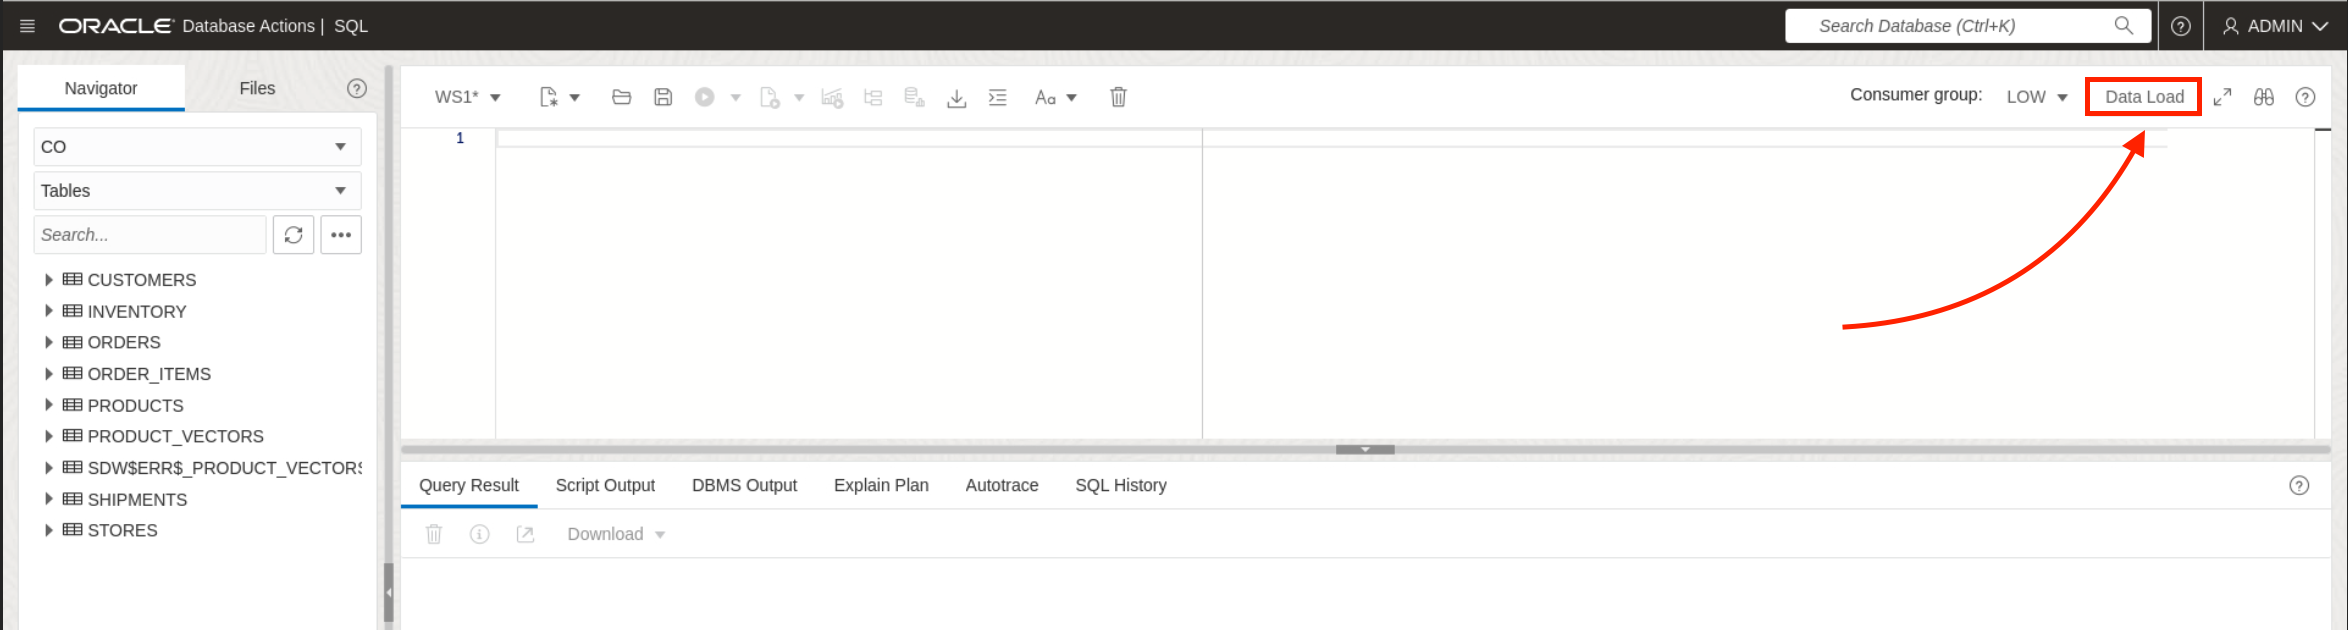 ORACLE Database Actions | SQL
Search Database (Ctrl+K)
ADMIN
Navigator
Files
CO
Tables
Search...
CUSTOMERS
INVENTORY
ORDERS
ORDER_ITEMS
PRODUCTS
PRODUCT_VECTORS
SDW$ERR$_PRODUCT_VECTORS
SHIPMENTS
STORES
WS1*
Aa
Consumer group:
LOW
Data Load
1
Query Result
Script Output
DBMS Output
Explain Plan
Autotrace
SQL History
Download